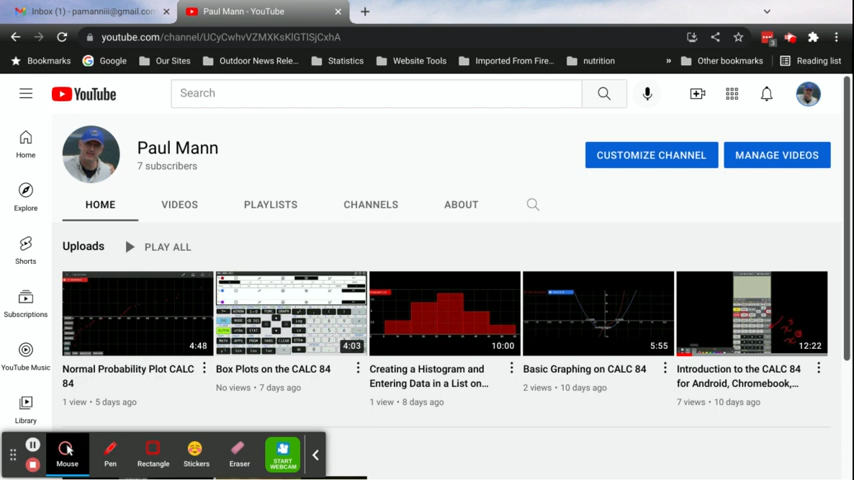 Inbox (1) - pamanniii@gmail.com
Paul Mann - YouTube
youtube.com/channel/UCyCwhvVZMXKsKlGTISjCxhA
3
Bookmarks
Google
Our Sites
Outdoor News Rele...
Statistics
Website Tools
Imported From Fire...
nutrition
»
Other bookmarks
Reading list
YouTube
Search
Home
Explore
Shorts
Subscriptions
YouTube Music
Library
Paul Mann
7 subscribers
CUSTOMIZE CHANNEL
MANAGE VIDEOS
HOME
VIDEOS
PLAYLISTS
CHANNELS
ABOUT
Uploads
PLAY ALL
4:48
4:03
10:00
5:55
12:22
Normal Probability Plot CALC
84
1 view • 5 days ago
Box Plots on the CALC 84
No views • 7 days ago
Creating a Histogram and
Entering Data in a List on...
1 view • 8 days ago
Basic Graphing on CALC 84
2 views • 10 days ago
Introduction to the CALC 84
for Android, Chromebook,...
7 views • 10 days ago
Mouse
Pen
Rectangle
Stickers
Eraser
START
WEBCAM